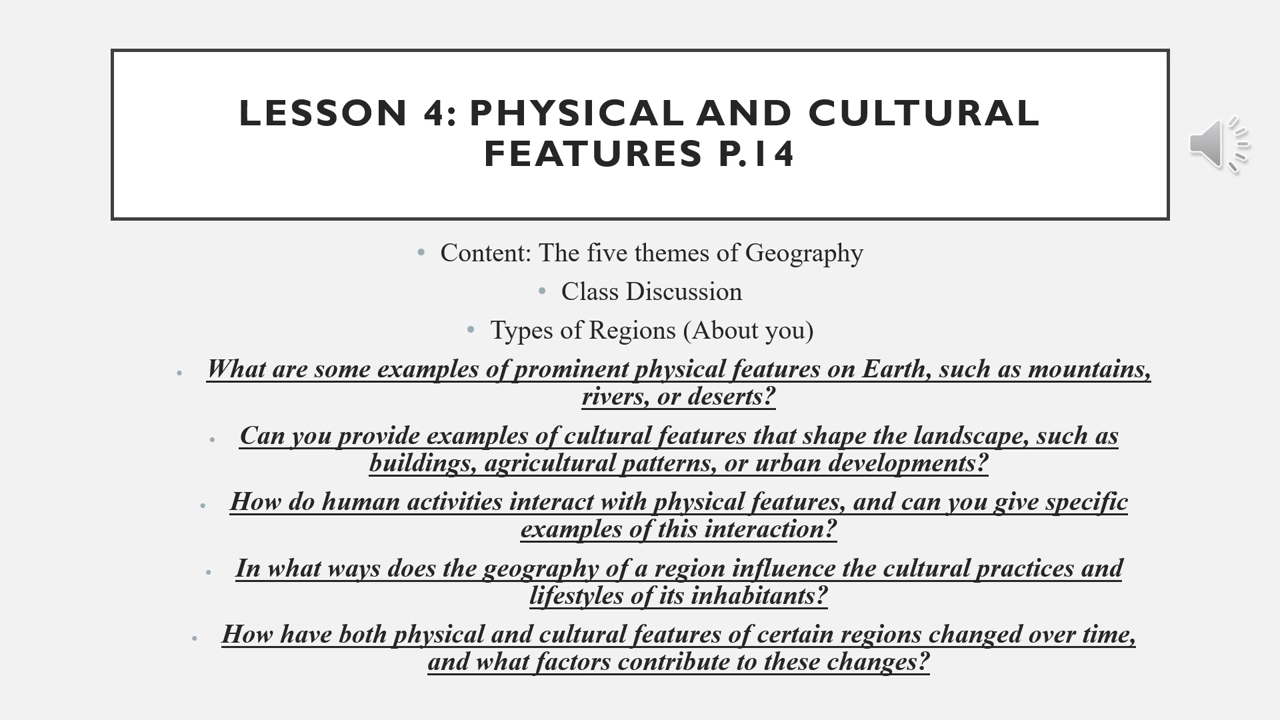 LESSON 4: PHYSICAL AND CULTURAL
FEATURES P.14
• Content: The five themes of Geography
• Class Discussion
• Types of Regions (About you)
• What are some examples of prominent physical features on Earth, such as mountains,
rivers, or deserts?
• Can you provide examples of cultural features that shape the landscape, such as
buildings, agricultural patterns, or urban developments?
• How do human activities interact with physical features, and can you give specific
examples of this interaction?
• In what ways does the geography of a region influence the cultural practices and
lifestyles of its inhabitants?
• How have both physical and cultural features of certain regions changed over time,
and what factors contribute to these changes?